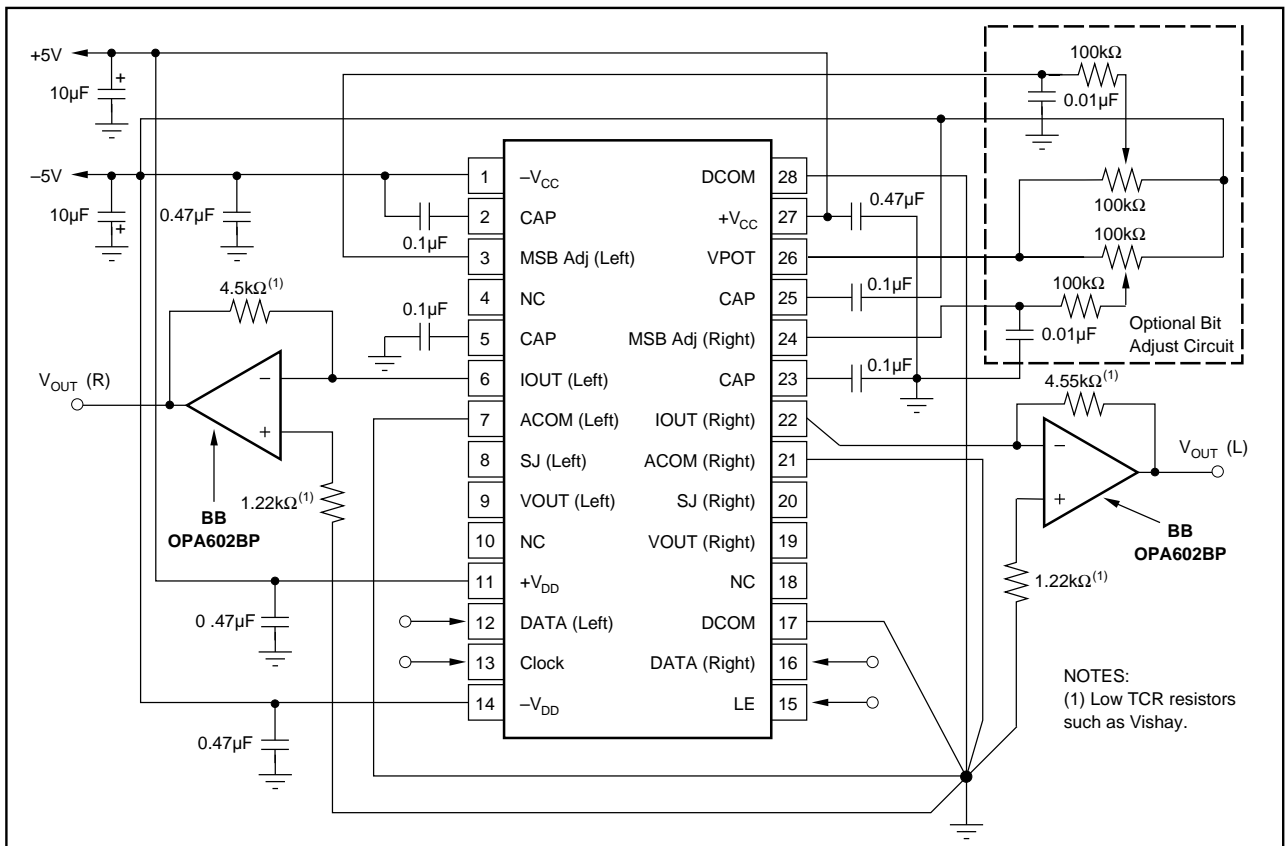 +5V
10µF
+
–5V
10µF
+
0.47µF
0.1µF
4.5kΩ(1)
0.1µF
VOUT (R)
–
+
BB
OPA602BP
1.22kΩ(1)
0 .47µF
0.47µF
1 –VCC
2 CAP
3 MSB Adj (Left)
4 NC
5 CAP
6 IOUT (Left)
7 ACOM (Left)
8 SJ (Left)
9 VOUT (Left)
10 NC
11 +VDD
12 DATA (Left)
13 Clock
14 –VDD
DCOM 28
+VCC 27
VPOT 26
CAP 25
MSB Adj (Right) 24
CAP 23
IOUT (Right) 22
ACOM (Right) 21
SJ (Right) 20
VOUT (Right) 19
NC 18
DCOM 17
DATA (Right) 16
LE 15
0.47µF
0.1µF
0.1µF
100kΩ
0.01µF
100kΩ
100kΩ
100kΩ
0.01µF
Optional Bit
Adjust Circuit
4.55kΩ(1)
–
+
VOUT (L)
BB
OPA602BP
1.22kΩ(1)
NOTES:
(1) Low TCR resistors
such as Vishay.